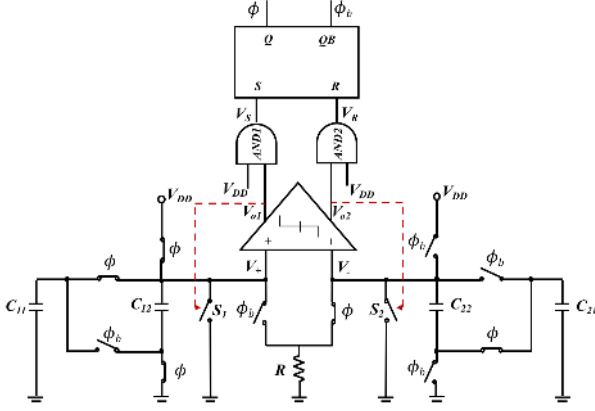 ϕ ϕb
Q QB
S R
VS VR
AND1 AND2
VDD VDD
VDD Vo1 Vo2 VDD
ϕ ϕb
+ -
ϕ V+ V- ϕb
C11 C12 S1 ϕb ϕ S2 C22 C21
ϕb ϕ
ϕ R ϕb